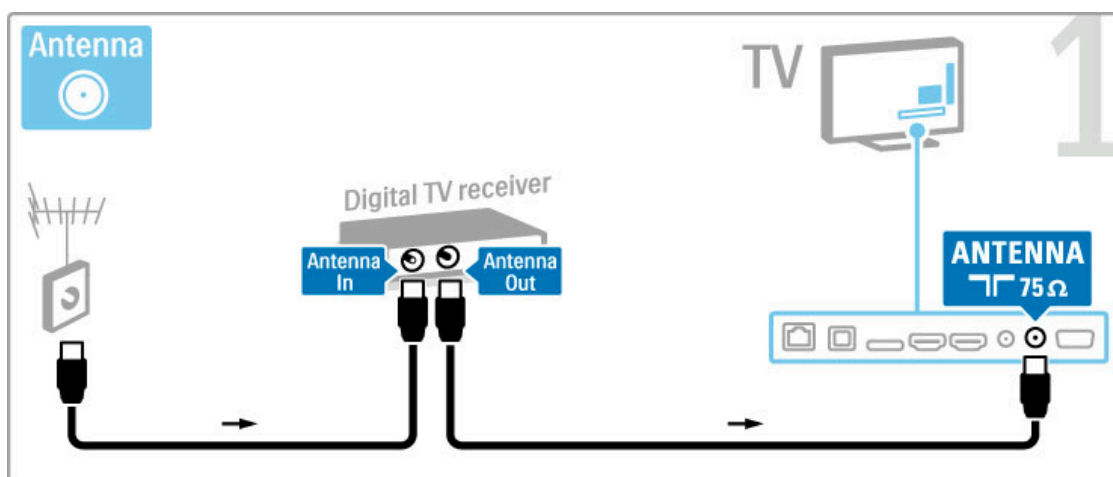 Antenna
TV
1
Digital TV receiver
Antenna
In
Antenna
Out
ANTENNA
75 Ω